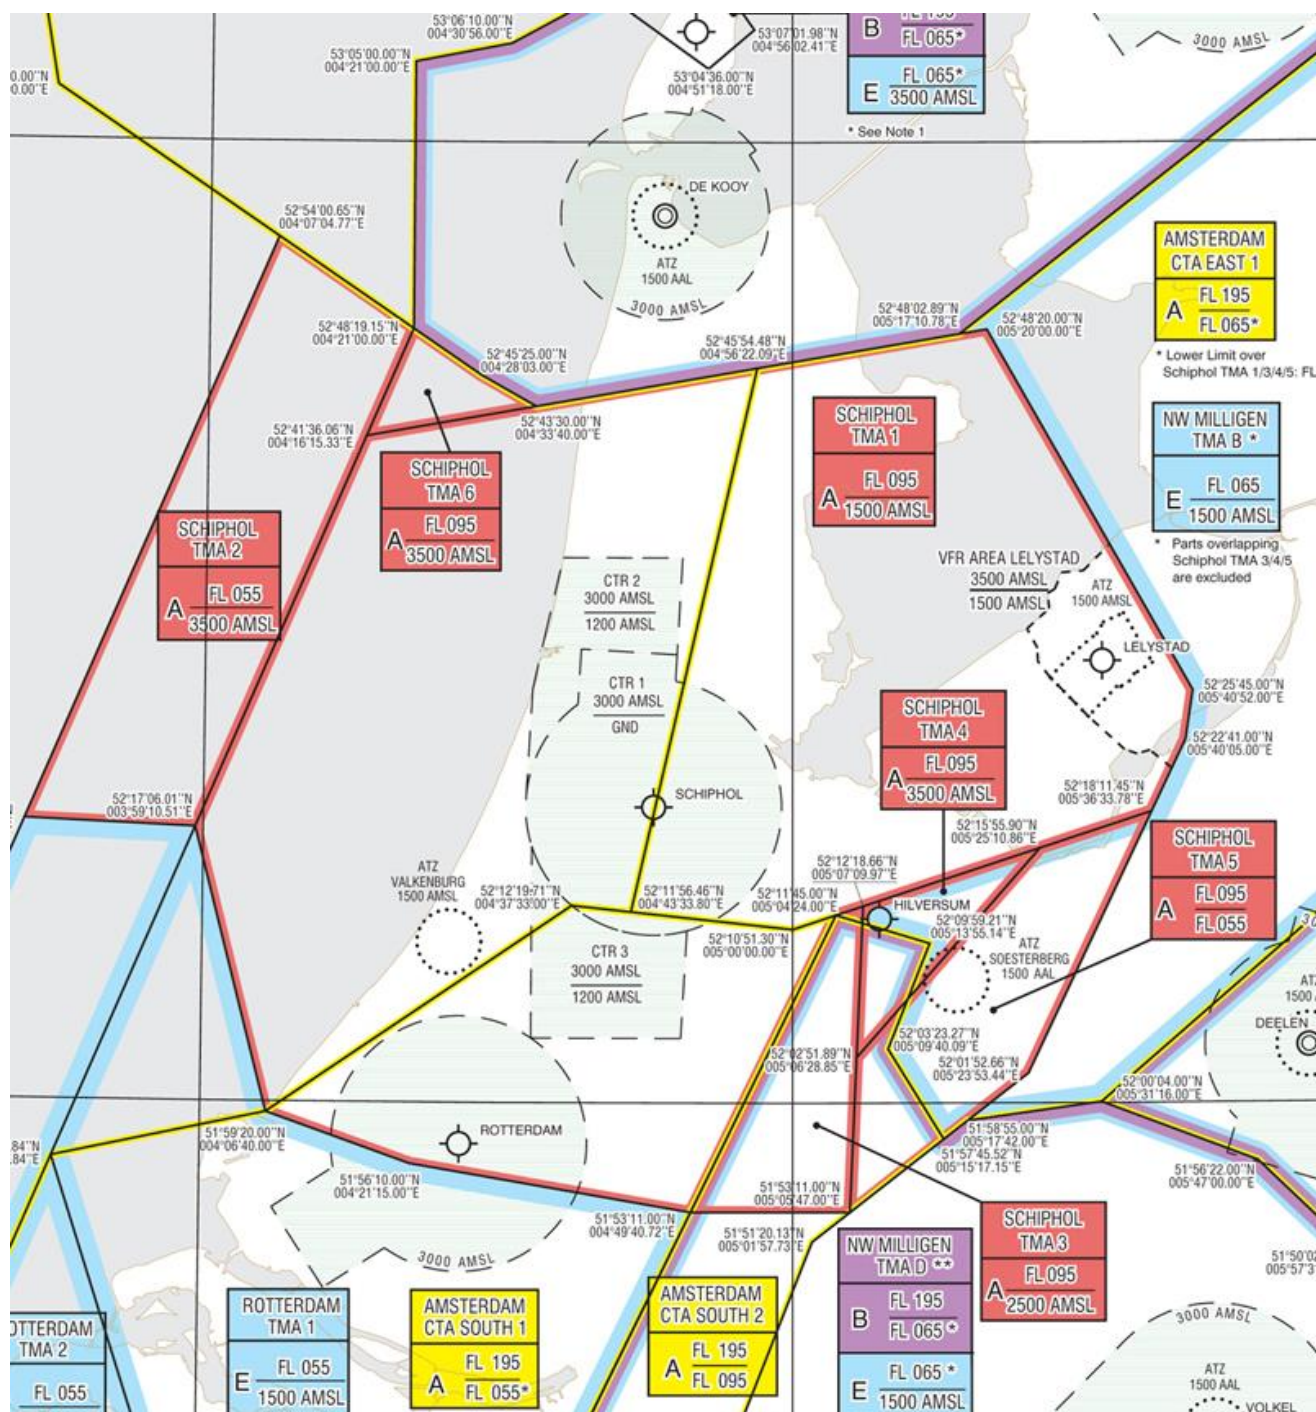 53°06'10.00''N
004°30'56.00''E
53°05'00.00''N
004°21'00.00''E
53°07'01.98''N
004°56'02.41''E
53°04'36.00''N
004°51'18.00''E
B
FL 065*
E
FL 065*
3500 AMSL
* See Note 1
3000 AMSL
0.00''N
0.00''E
DE KOOY
ATZ
1500 AAL
3000 AMSL
52°54'00.65''N
004°07'04.77''E
AMSTERDAM
CTA EAST 1
A
FL 195
FL 065*
* Lower Limit over
Schiphol TMA 1/3/4/5: FL
52°48'19.15''N
004°21'00.00''E
52°45'25.00''N
004°28'03.00''E
52°45'54.48''N
004°56'22.09''E
52°48'02.89''N
005°17'10.78''E
52°48'20.00''N
005°20'00.00''E
52°41'36.06''N
004°16'15.33''E
52°43'30.00''N
004°33'40.00''E
SCHIPHOL
TMA 1
A
FL 095
1500 AMSL
NW MILLIGEN
TMA B *
E
FL 065
1500 AMSL
* Parts overlapping
Schiphol TMA 3/4/5
are excluded
SCHIPHOL
TMA 6
A
FL 095
3500 AMSL
SCHIPHOL
TMA 2
A
FL 055
3500 AMSL
CTR 2
3000 AMSL
1200 AMSL
VFR AREA LELYSTAD
3500 AMSL
1500 AMSL
ATZ
1500 AMSL
LELYSTAD
CTR 1
3000 AMSL
GND
52°25'45.00''N
005°40'52.00''E
52°22'41.00''N
005°40'05.00''E
SCHIPHOL
TMA 4
A
FL 095
3500 AMSL
SCHIPHOL
52°17'06.01''N
003°59'10.51''E
N
52°18'11.45''N
005°36'33.78''E
52°15'55.90''N
005°25'10.86''E
SCHIPHOL
TMA 5
A
FL 095
FL 055
ATZ
VALKENBURG
1500 AMSL
52°12'19.71''N
004°37'33.00''E
52°11'56.46''N
004°43'33.80''E
52°12'18.66''N
005°07'09.97''E
52°11'45.00''N
005°04'24.00''E
HILVERSUM
52°09'59.21''N
005°13'55.14''E
52°10'51.30''N
005°00'00.00''E
CTR 3
3000 AMSL
1200 AMSL
ATZ
SOESTERBERG
1500 AAL
1500
DEELEN
52°03'23.27''N
005°09'40.09''E
52°02'51.89''N
005°06'28.85''E
52°01'52.66''N
005°23'53.44''E
52°00'04.00''N
005°31'16.00''E
ROTTERDAM
51°59'20.00''N
004°06'40.00''E
.84''N
.84''E
51°58'55.00''N
005°17'42.00''E
51°57'45.52''N
005°15'17.15''E
51°56'10.00''N
004°21'15.00''E
51°56'22.00''N
005°47'00.00''E
51°53'11.00''N
005°05'47.00''E
51°53'11.00''N
004°49'40.72''E
51°51'20.13''N
005°01'57.73''E
3000 AMSL
SCHIPHOL
TMA 3
A
FL 095
2500 AMSL
NW MILLIGEN
TMA D **
B
FL 195
FL 065*
E
FL 065*
1500 AMSL
51°50'0
005°57'3
ROTTERDAM
TMA 1
E
FL 055
1500 AMSL
AMSTERDAM
CTA SOUTH 1
A
FL 195
FL 055*
AMSTERDAM
CTA SOUTH 2
A
FL 195
FL 095
OTTERDAM
TMA 2
FL 055
3000 AMSL
ATZ
1500 AAL
VOLKEL